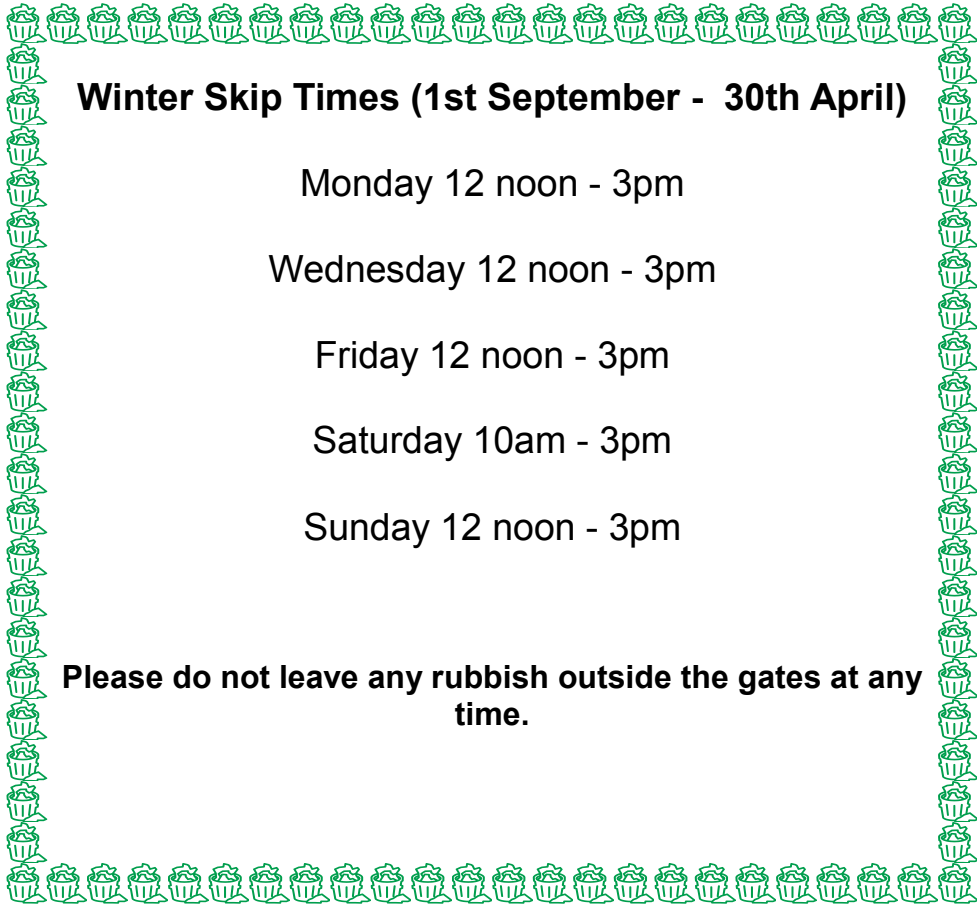 Winter Skip Times (1st September -  30th April)
Monday 12 noon - 3pm
Wednesday 12 noon - 3pm
Friday 12 noon - 3pm
Saturday 10am - 3pm
Sunday 12 noon - 3pm
Please do not leave any rubbish outside the gates at any
time.